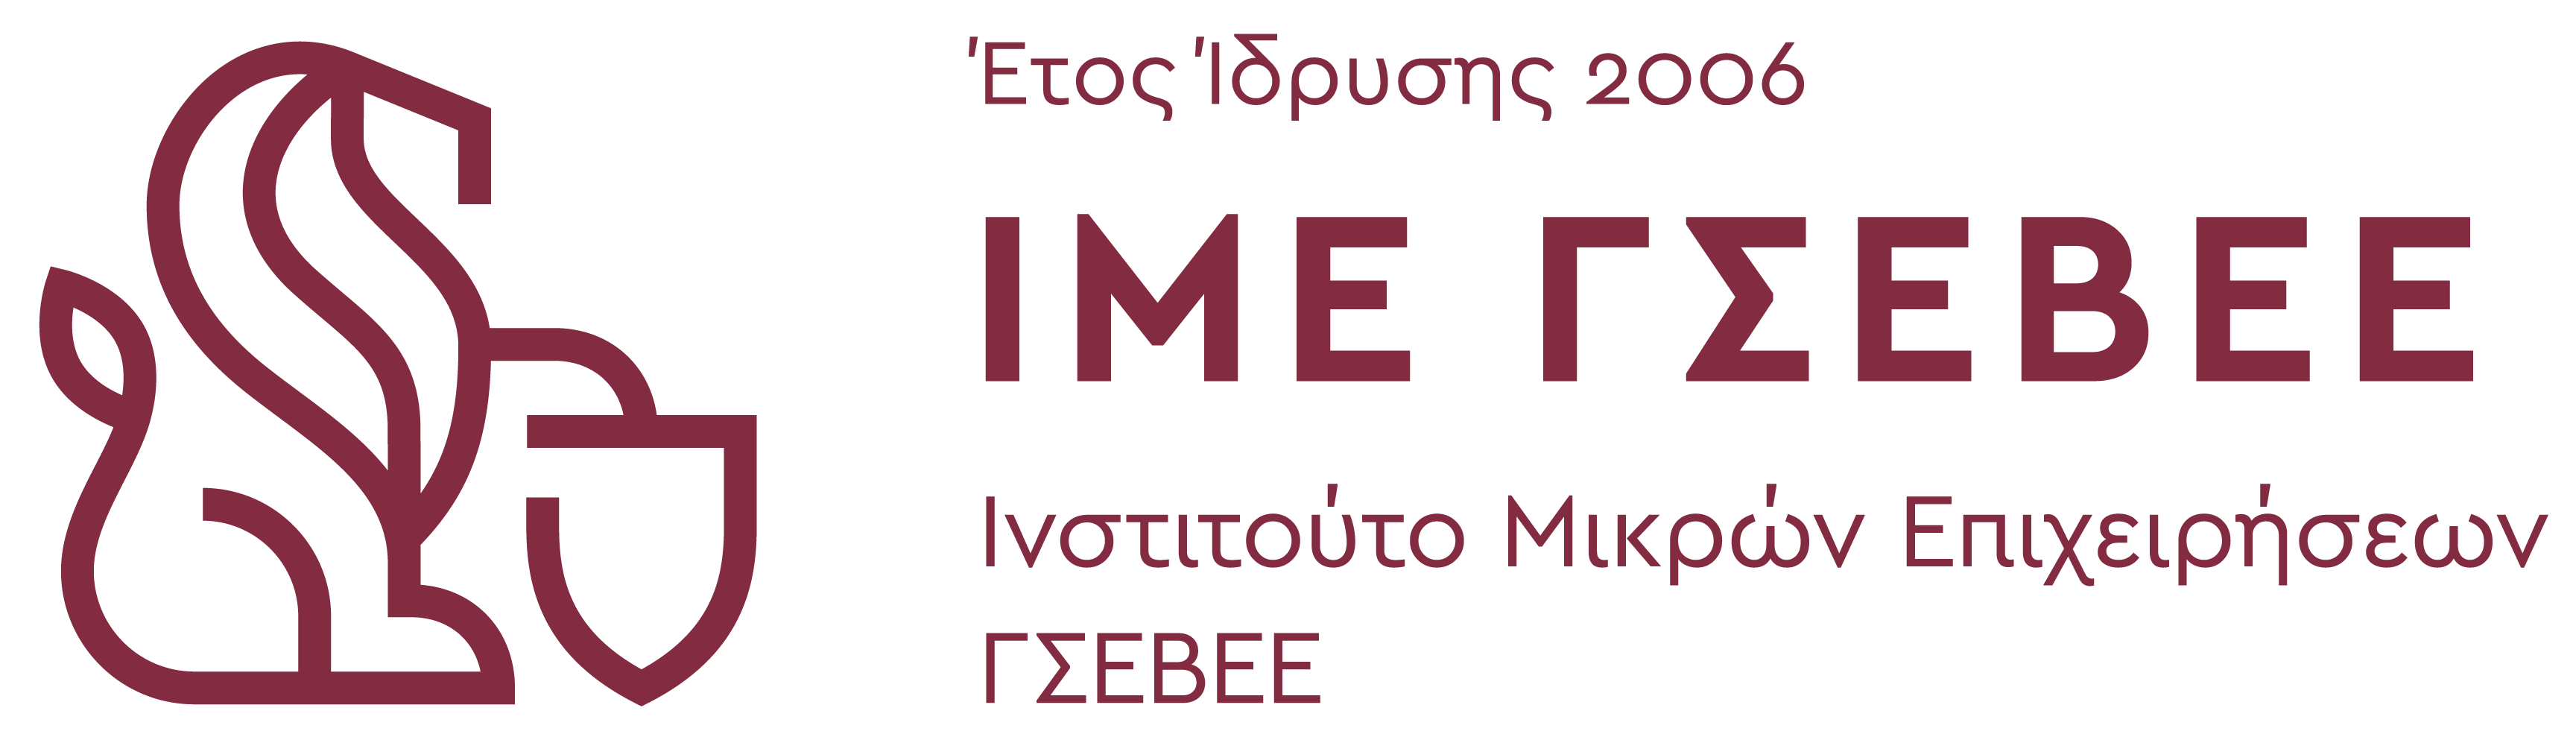 Έτος Ίδρυσης 2006
ΙΜΕ ΓΣΕΒΕΕ
Ινστιτούτο Μικρών Επιχειρήσεων
ΓΣΕΒΕΕ